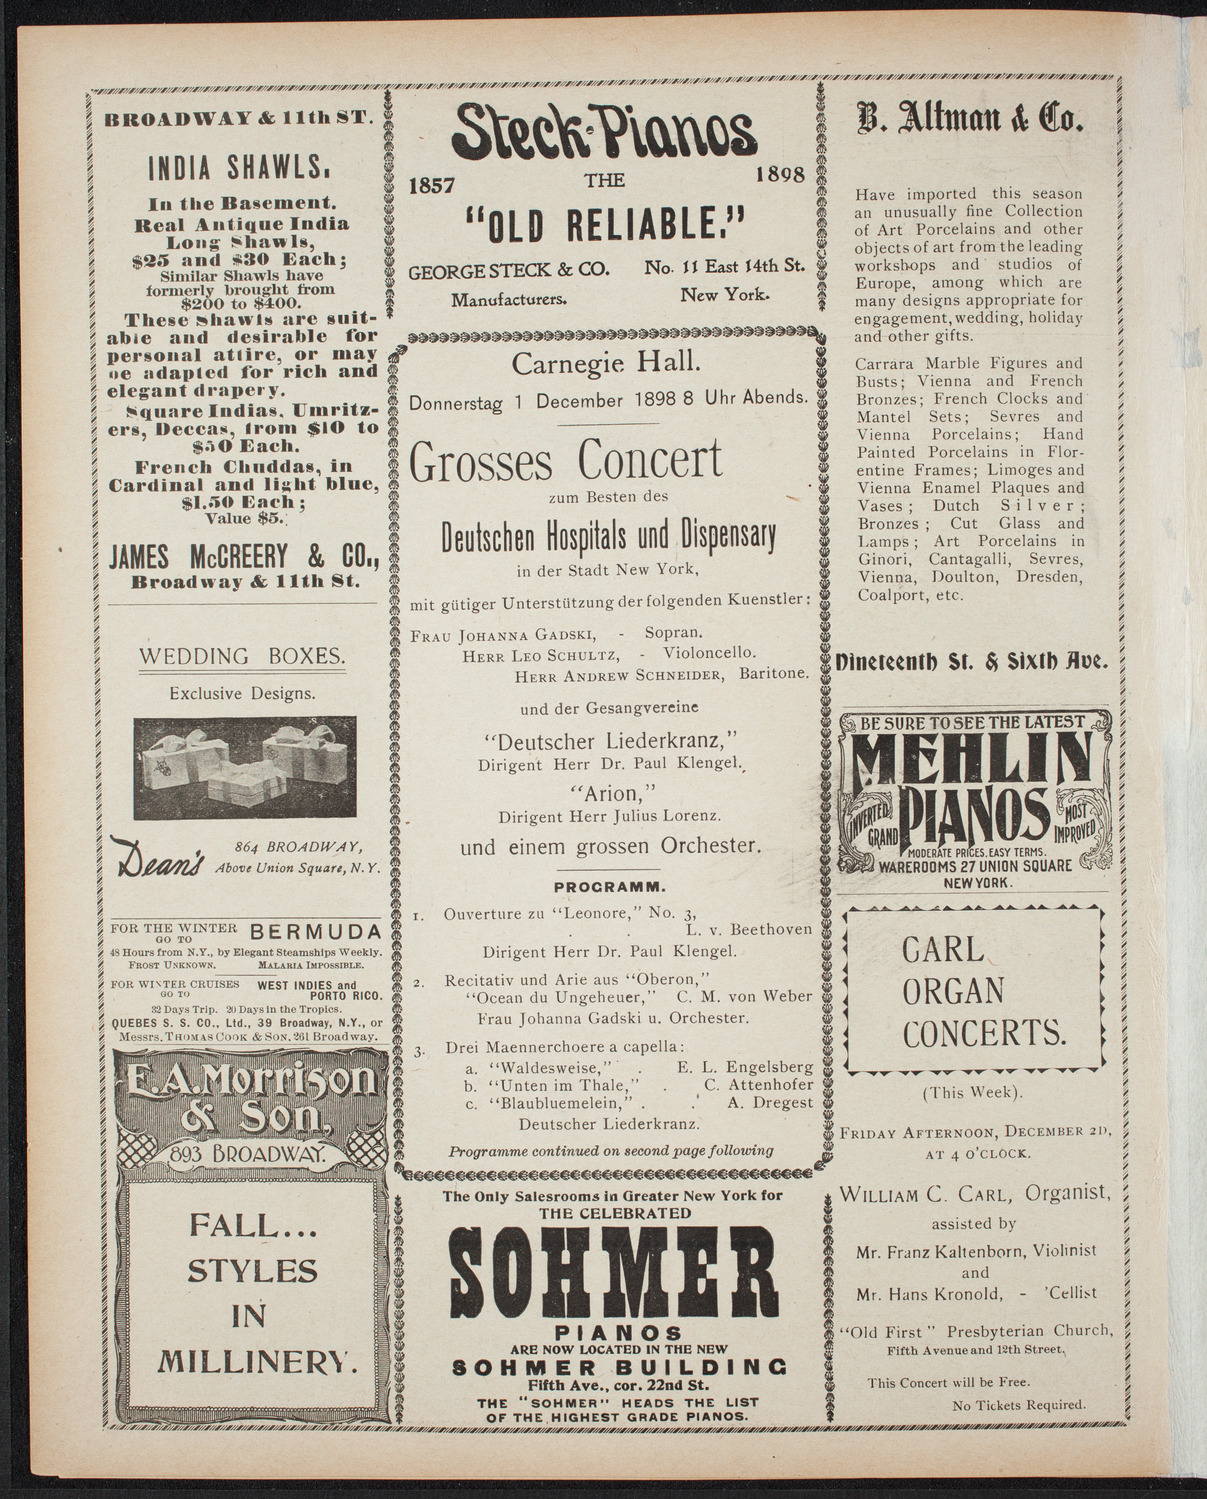 BROADWAY & 11th ST.
INDIA SHAWLS.
In the Basement.
Real Antique India
Long Shawls,
$25 and $30 Each;
Similar Shawls have
formerly brought from
$200 to $400.
These Shawls are suit-
able and desirable for
personal attire, or may
be adapted for rich and
elegant drapery.
Square Indias, Umritz-
ers, Deccas, from $10 to
$50 Each.
French Chuddas, in
Cardinal and light blue,
$1.50 Each;
Value $5.
JAMES McCREERY & CO.,
Broadway & 11th St.
WEDDING BOXES.
Exclusive Designs.
Dean's
864 BROADWAY,
Above Union Square, N. Y.
FOR THE WINTER
GO TO
BERMUDA
48 Hours from N.Y., by Elegant Steamships Weekly.
FROST UNKNOWN. MALARIA IMPOSSIBLE.
FOR WINTER CRUISES
GO TO
WEST INDIES and
PORTO RICO.
32 Days Trip. 20 Days in the Tropics.
QUEBES S. S. CO., Ltd., 39 Broadway, N.Y., or
Messrs. THOMAS COOK & SON, 261 Broadway.
E.A. Morrison
& Son,
893 BROADWAY.
FALL...
STYLES
IN
MILLINERY.
Steck-Pianos
1857 THE 1898
"OLD RELIABLE."
GEORGE STECK & CO. No. 11 East 14th St.
Manufacturers. New York.
Carnegie Hall.
Donnerstag 1 December 1898 8 Uhr Abends.
Grosses Concert
zum Besten des
Deutschen Hospitals und Dispensary
in der Stadt New York,
mit gütiger Unterstützung der folgenden Kuenstler:
FRAU JOHANNA GADSKI, - Sopran.
HERR LEO SCHULTZ, - Violoncello.
HERR ANDREW SCHNEIDER, Baritone.
und der Gesangvereine
"Deutscher Liederkranz,"
Dirigent Herr Dr. Paul Klengel.
"Arion,"
Dirigent Herr Julius Lorenz.
und einem grossen Orchester.
PROGRAMM.
1. Ouverture zu "Leonore," No. 3,
. . L. v. Beethoven
Dirigent Herr Dr. Paul Klengel.
2. Recitativ und Arie aus "Oberon,"
"Ocean du Ungeheuer," C. M. von Weber
Frau Johanna Gadski u. Orchester.
3. Drei Maennerchoere a capella:
a. "Waldesweise," . E. L. Engelsberg
b. "Unten im Thale," . C. Attenhofer
c. "Blaubluemelein," . . A. Dregest
Deutscher Liederkranz.
Programme continued on second page following
The Only Salesrooms in Greater New York for
THE CELEBRATED
SOHMER
PIANOS
ARE NOW LOCATED IN THE NEW
SOHMER BUILDING
Fifth Ave., cor. 22nd St.
THE "SOHMER" HEADS THE LIST
OF THE HIGHEST GRADE PIANOS.
B. Altman & Co.
Have imported this season
an unusually fine Collection
of Art Porcelains and other
objects of art from the leading
workshops and studios of
Europe, among which are
many designs appropriate for
engagement, wedding, holiday
and other gifts.
Carrara Marble Figures and
Busts; Vienna and French
Bronzes; French Clocks and
Mantel Sets; Sevres and
Vienna Porcelains; Hand
Painted Porcelains in Flor-
entine Frames; Limoges and
Vienna Enamel Plaques and
Vases; Dutch Silver;
Bronzes; Cut Glass and
Lamps; Art Porcelains in
Ginori, Cantagalli, Sevres,
Vienna, Doulton, Dresden,
Coalport, etc.
Nineteenth St. & Sixth Ave.
BE SURE TO SEE THE LATEST
MEHLIN
PIANOS
INVERTED GRAND
MOST IMPROVED
MODERATE PRICES, EASY TERMS.
WAREROOMS 27 UNION SQUARE
NEW YORK.
CARL
ORGAN
CONCERTS.
(This Week).
FRIDAY AFTERNOON, DECEMBER 2D,
AT 4 O'CLOCK.
WILLIAM C. CARL, Organist,
assisted by
Mr. Franz Kaltenborn, Violinist
and
Mr. Hans Kronold, - 'Cellist
"Old First" Presbyterian Church,
Fifth Avenue and 12th Street.
This Concert will be Free.
No Tickets Required.